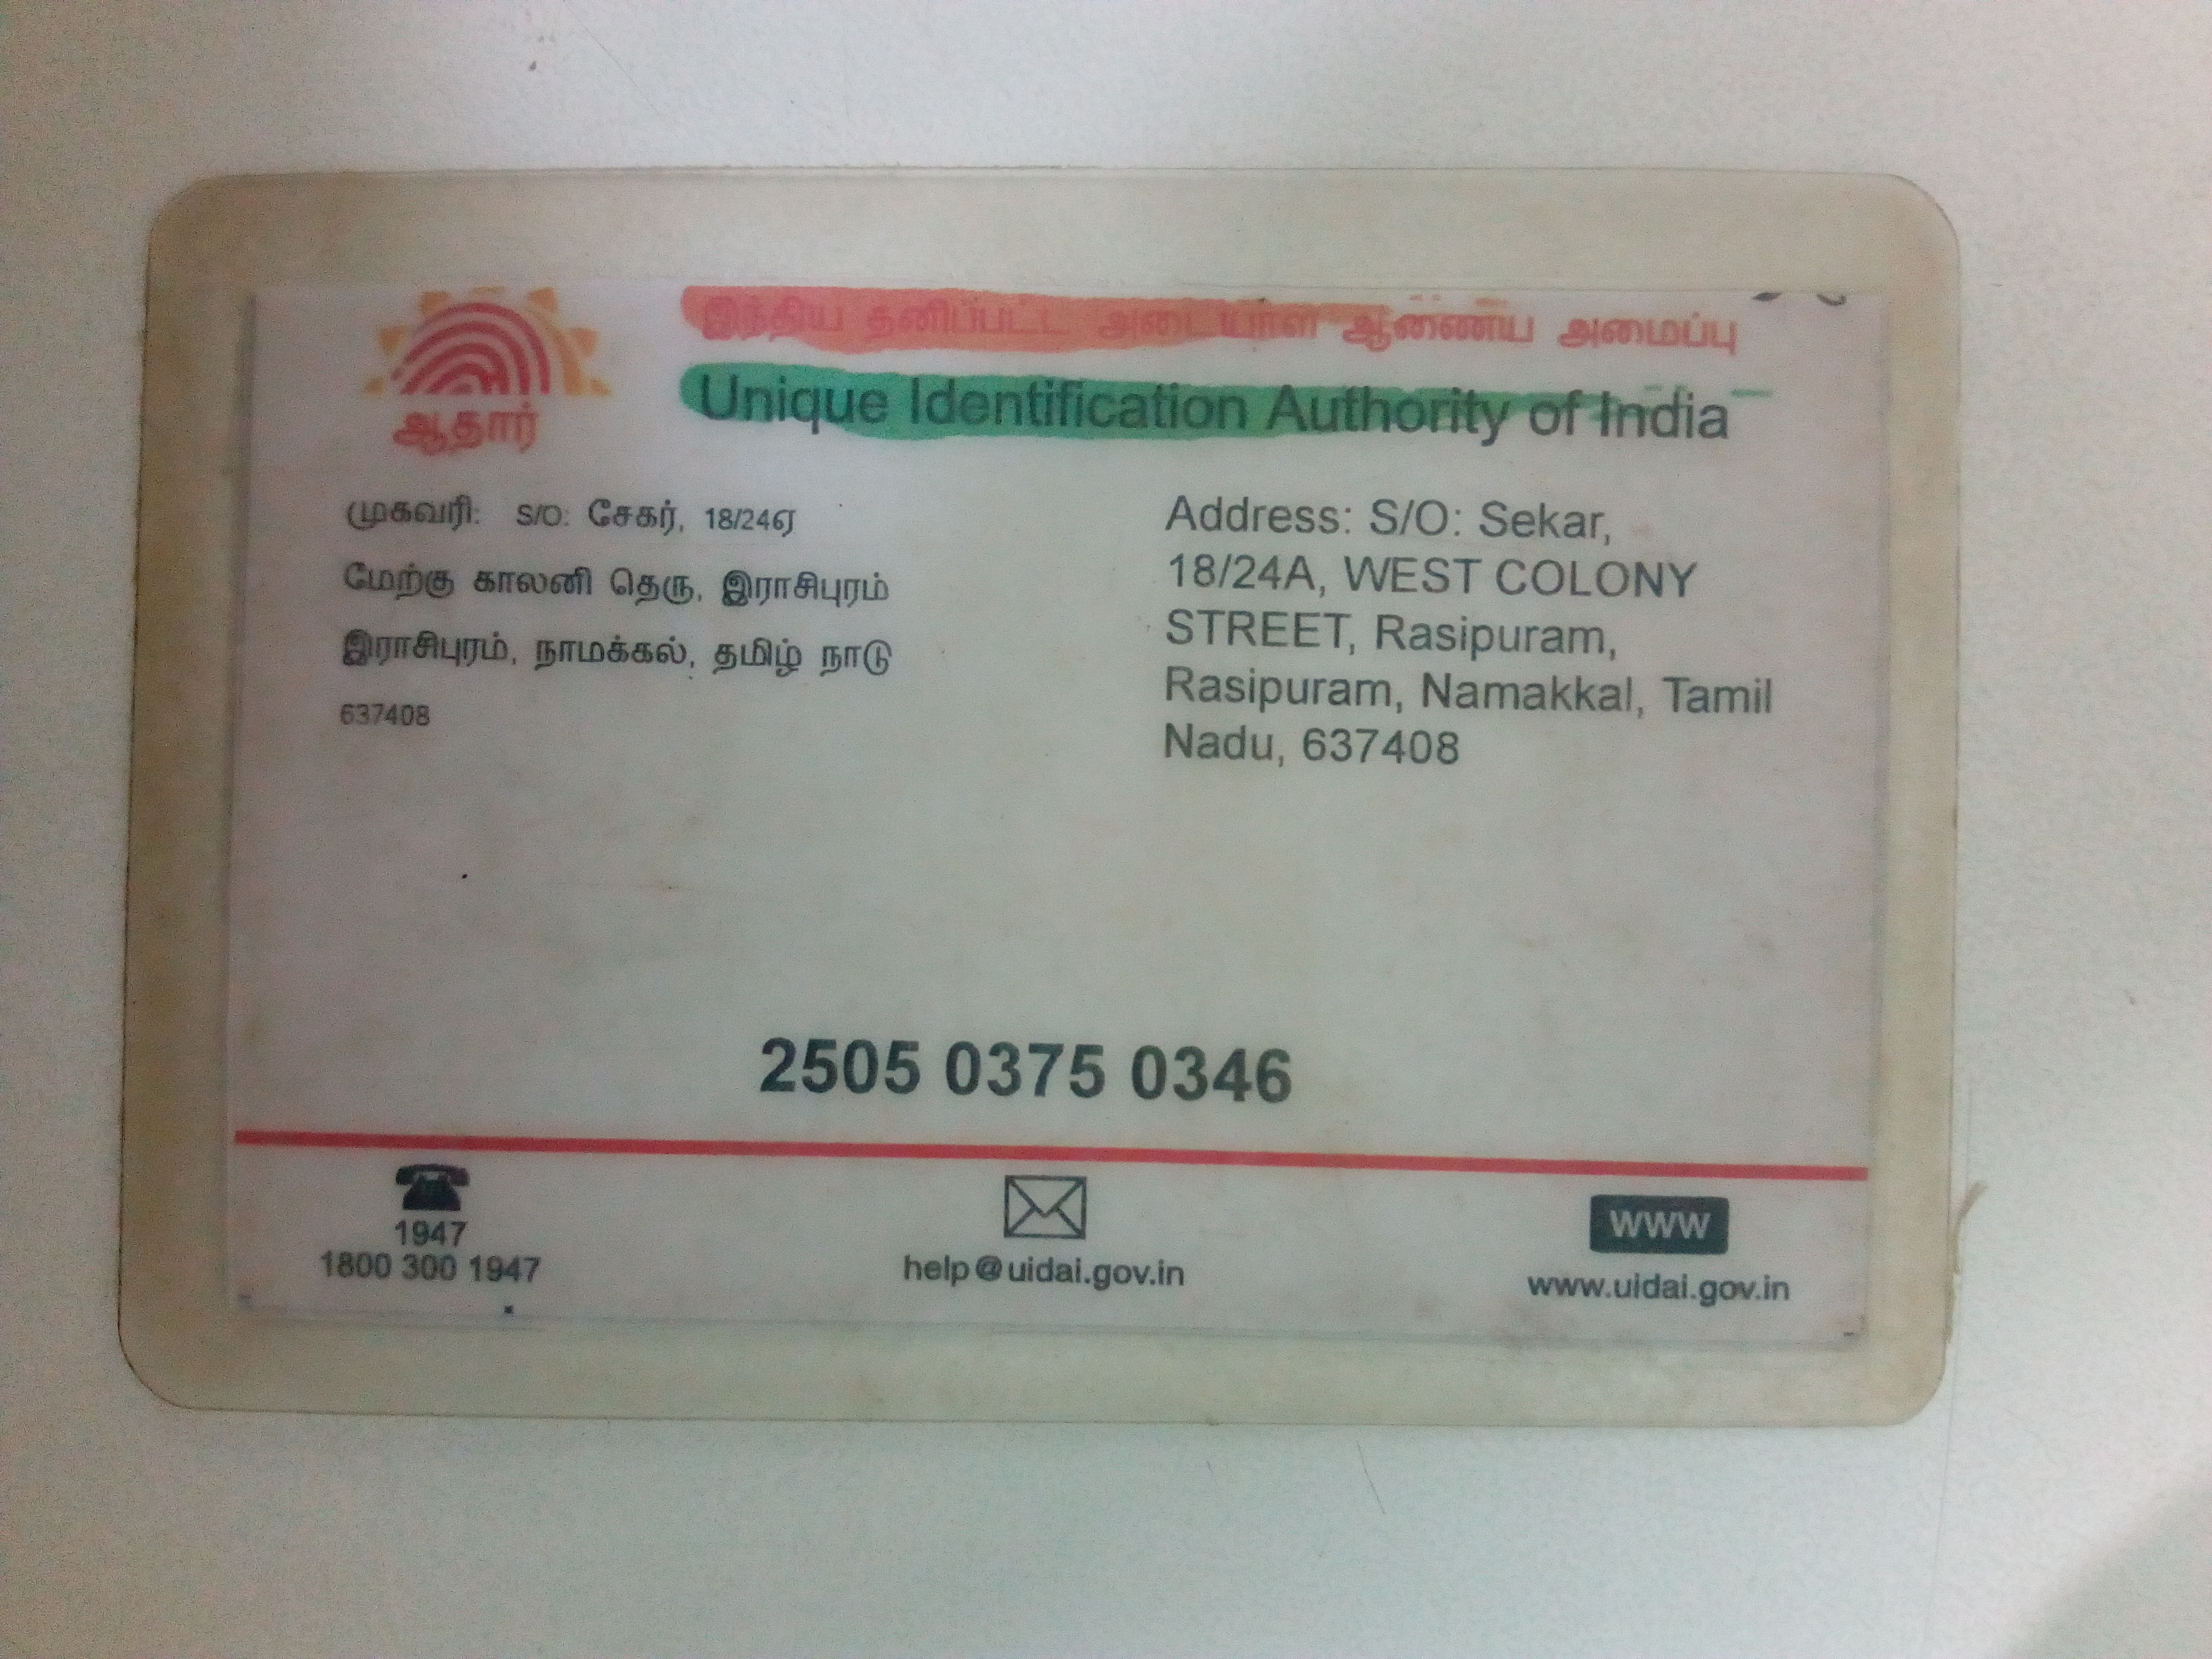 இந்திய தனிப்பட்ட அடையாள ஆணைய அமைப்பு
Unique Identification Authority of India
ஆதார்
முகவரி: S/O: சேகர், 18/24ஏ
மேற்கு காலனி தெரு, இராசிபுரம்
இராசிபுரம், நாமக்கல், தமிழ் நாடு
637408
Address: S/O: Sekar,
18/24A, WEST COLONY
STREET, Rasipuram,
Rasipuram, Namakkal, Tamil
Nadu, 637408
2505 0375 0346
1947
1800 300 1947
help@uidai.gov.in
WWW
www.uidai.gov.in